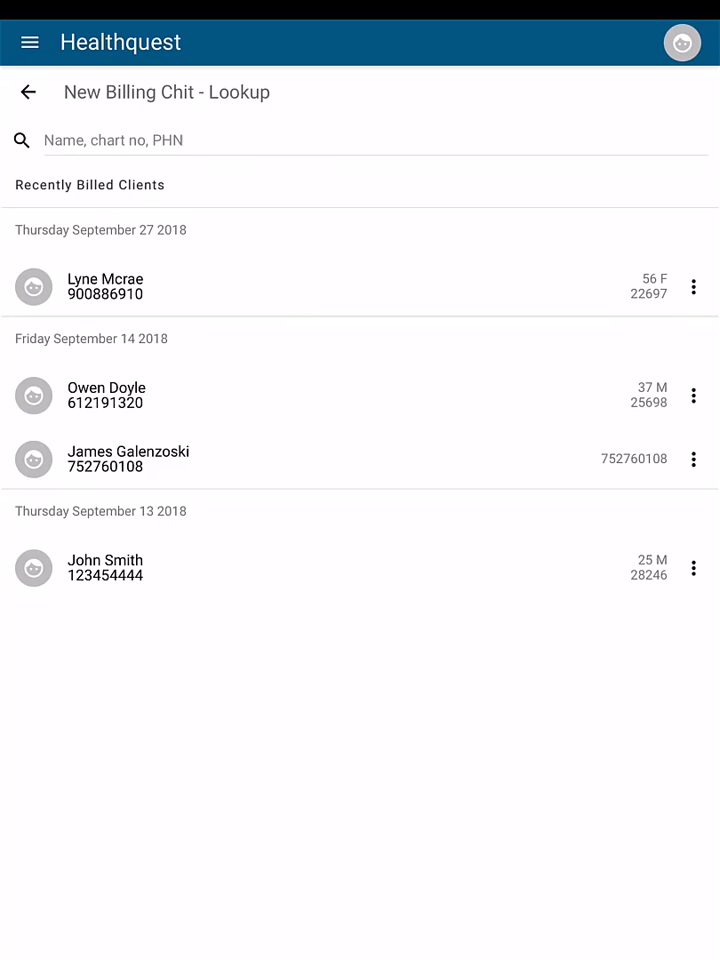 Healthquest
New Billing Chit - Lookup
Name, chart no, PHN
Recently Billed Clients
Thursday September 27 2018
Lyne Mcrae
56 F
900886910
22697
Friday September 14 2018
Owen Doyle
37 M
612191320
25698
James Galenzoski
752760108
752760108
Thursday September 13 2018
John Smith
25 M
123454444
28246